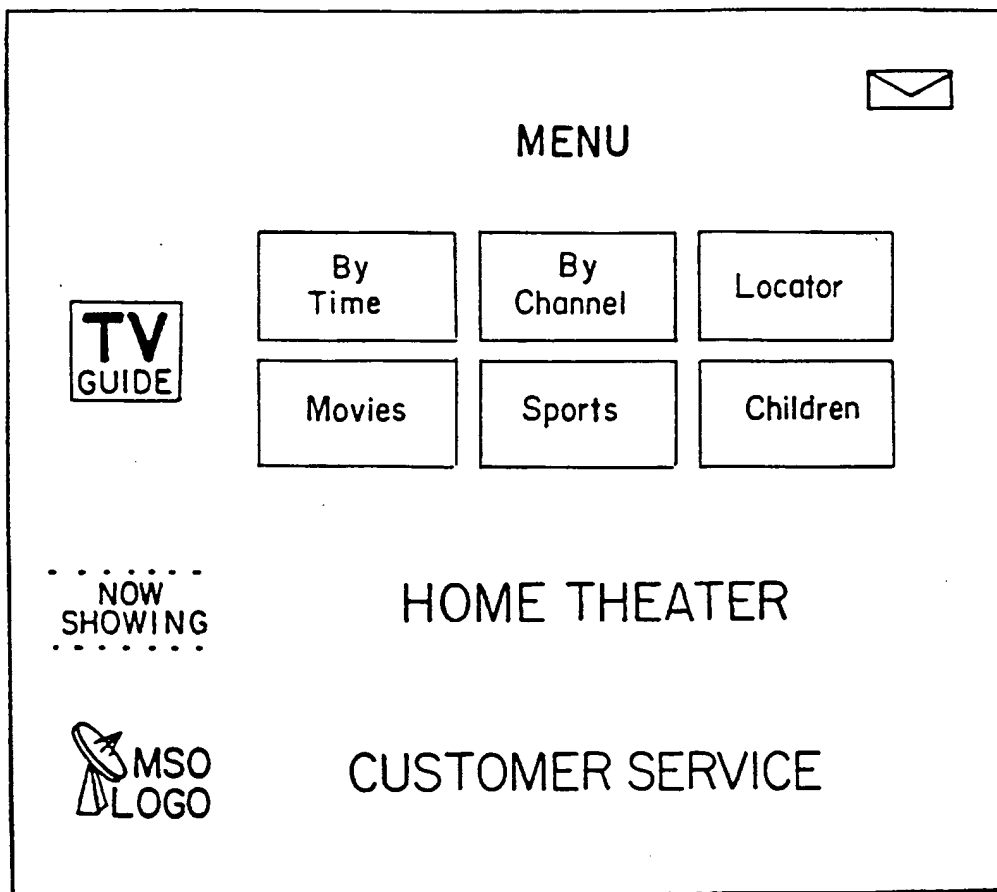 MENU
By
Time
By
Channel
Locator
TV
GUIDE
Movies
Sports
Children
NOW
SHOWING
HOME THEATER
MSO
LOGO
CUSTOMER SERVICE